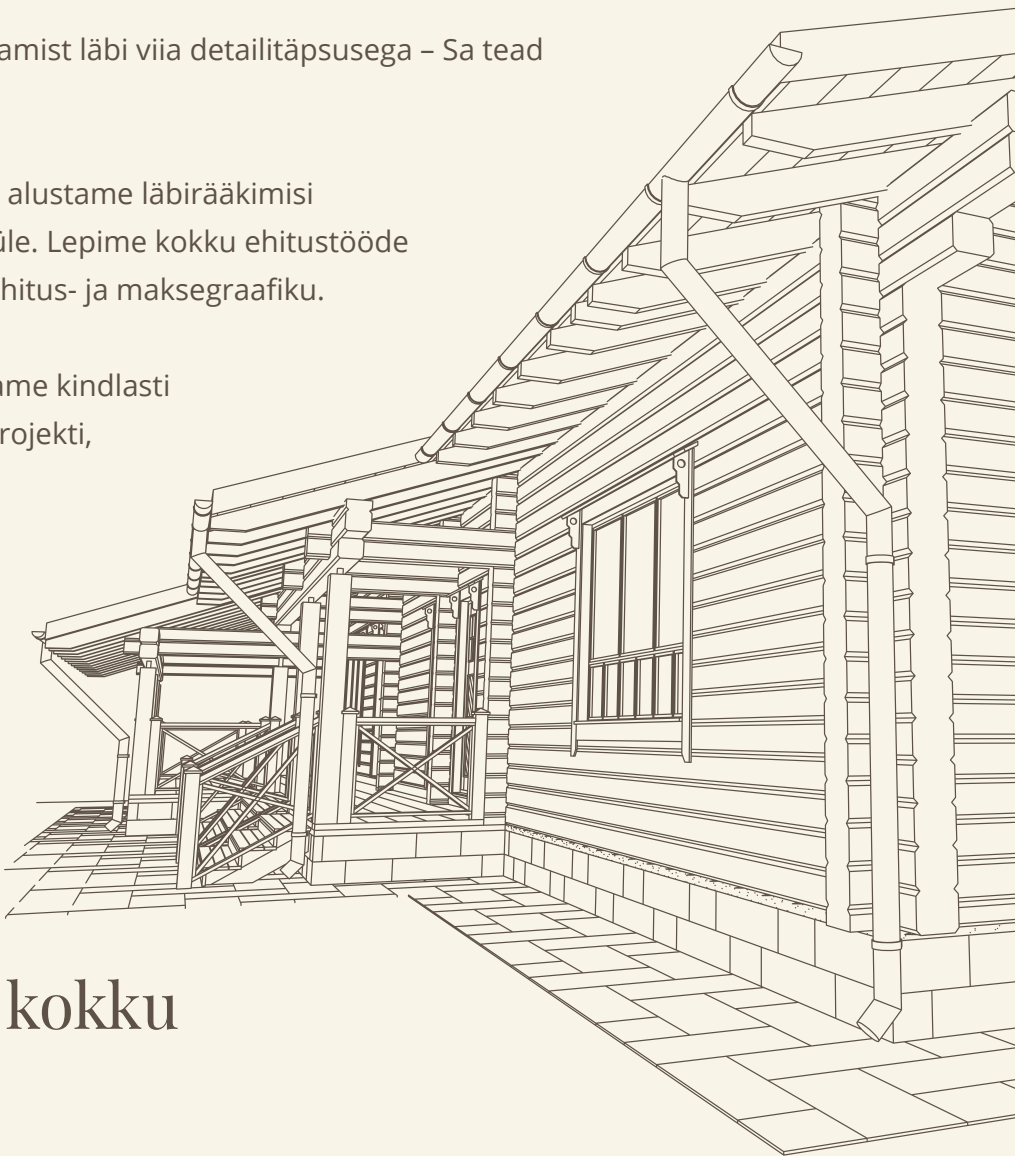 amist läbi viia detailitäpsusega – Sa tead
alustame läbirääkimisi
üle. Lepime kokku ehitustööde
hitus- ja maksegraafiku.
ame kindlasti
rojekti,
kokku